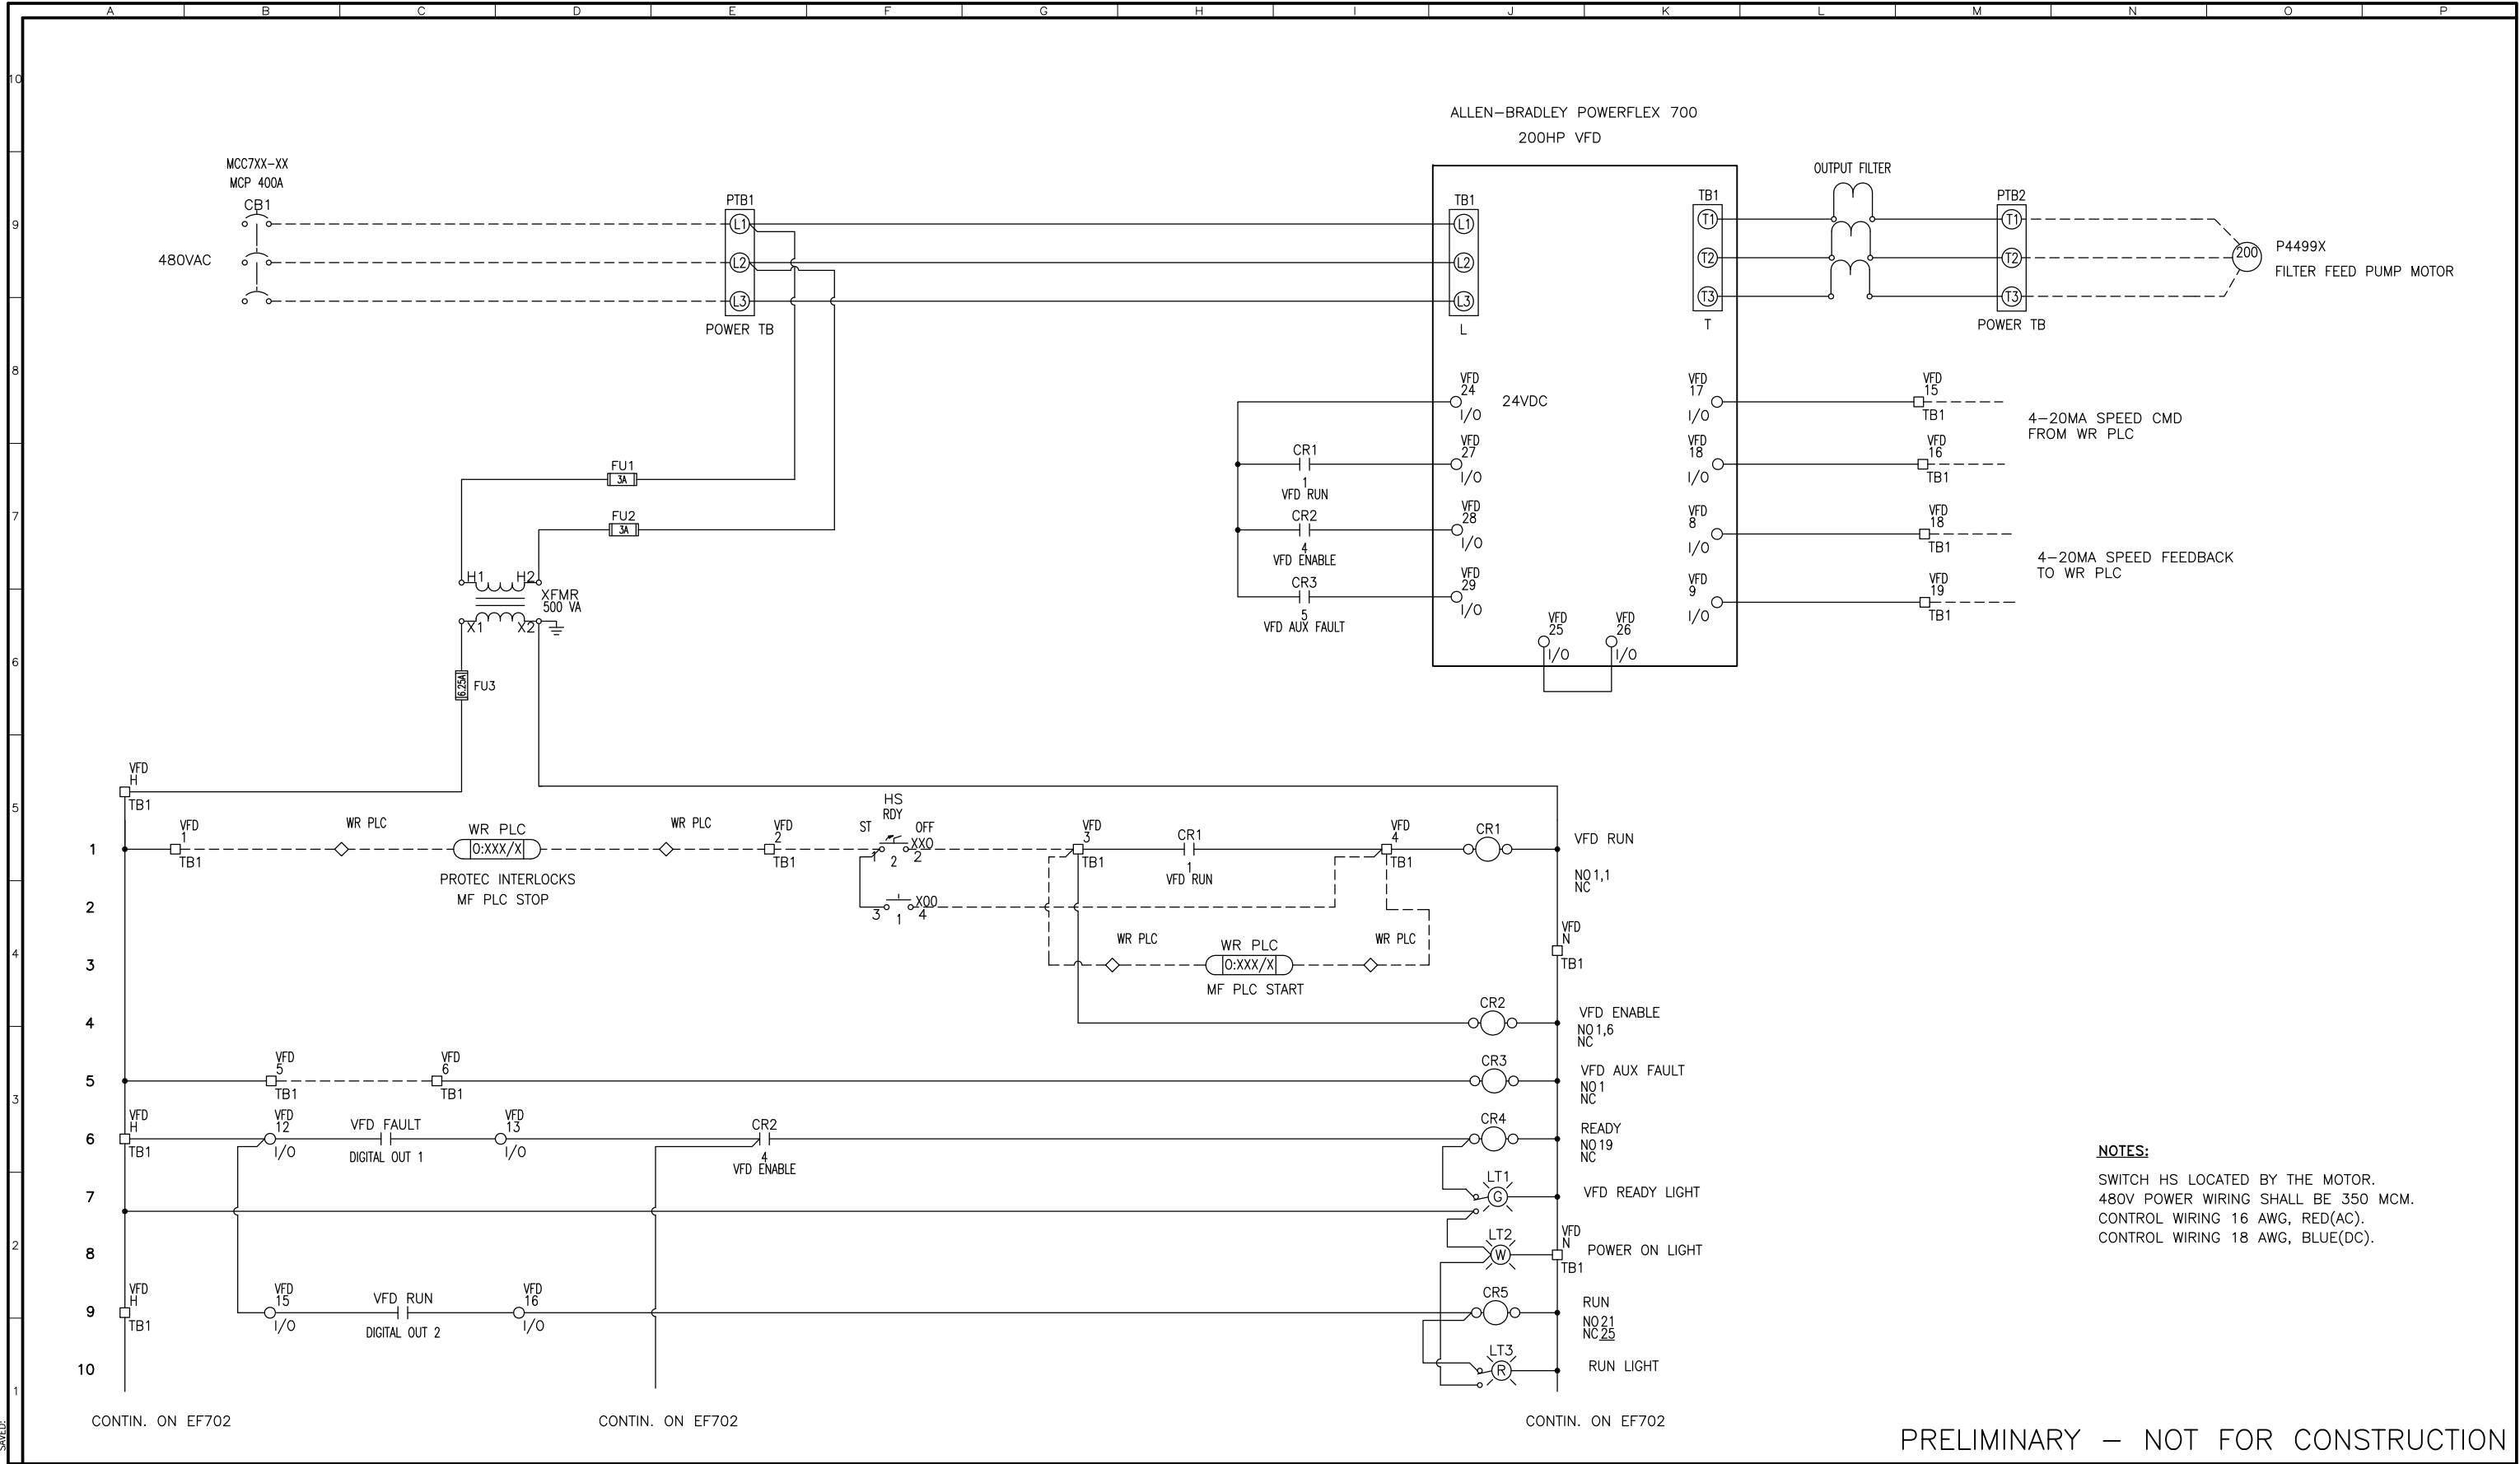 A B C D E F G H I J K L M N O P
10
9
8
7
6
5
4
3
2
1
ALLEN-BRADLEY POWERFLEX 700
200HP VFD
MCC7XX-XX
MCP 400A
CB1
480VAC
PTB1
L1
L2
L3
POWER TB
TB1
L1
L2
L3
L
TB1
T1
T2
T3
T
OUTPUT FILTER
PTB2
T1
T2
T3
POWER TB
200
P4499X
FILTER FEED PUMP MOTOR
VFD
24
I/O
24VDC
VFD
27
I/O
VFD
28
I/O
VFD
29
I/O
VFD
25
I/O
VFD
26
I/O
VFD
17
I/O
VFD
18
I/O
VFD
8
I/O
VFD
9
I/O
VFD
15
TB1
VFD
16
TB1
VFD
18
TB1
VFD
19
TB1
4-20MA SPEED CMD
FROM WR PLC
4-20MA SPEED FEEDBACK
TO WR PLC
CR1
1
VFD RUN
CR2
4
VFD ENABLE
CR3
5
VFD AUX FAULT
FU1
3A
FU2
3A
H1 H2
XFMR
500 VA
X1 X2
6.25A
FU3
VFD
H
TB1
1
VFD
1
TB1
WR PLC
WR PLC
O:XXX/X
PROTEC INTERLOCKS
MF PLC STOP
WR PLC
VFD
2
TB1
HS
RDY
ST OFF
XXO
1 2 2
VFD
3
TB1
CR1
1
VFD RUN
VFD
4
TB1
CR1
VFD RUN
NO 1,1
NC
2
XOO
3 1 4
VFD
N
TB1
3
WR PLC
WR PLC
O:XXX/X
MF PLC START
WR PLC
4
CR2
VFD ENABLE
NO 1,6
NC
5
VFD
5
TB1
VFD
6
TB1
CR3
VFD AUX FAULT
NO 1
NC
6
VFD
H
TB1
VFD
12
I/O
VFD FAULT
DIGITAL OUT 1
VFD
13
I/O
CR2
4
VFD ENABLE
CR4
READY
NO 19
NC
7
LT1
G
VFD READY LIGHT
8
LT2
W
VFD
N
TB1
POWER ON LIGHT
9
VFD
H
TB1
VFD
15
I/O
VFD RUN
DIGITAL OUT 2
VFD
16
I/O
CR5
RUN
NO 21
NC 25
10
LT3
R
RUN LIGHT
CONTIN. ON EF702
CONTIN. ON EF702
CONTIN. ON EF702
NOTES:
SWITCH HS LOCATED BY THE MOTOR.
480V POWER WIRING SHALL BE 350 MCM.
CONTROL WIRING 16 AWG, RED(AC).
CONTROL WIRING 18 AWG, BLUE(DC).
PRELIMINARY - NOT FOR CONSTRUCTION
SAVED: